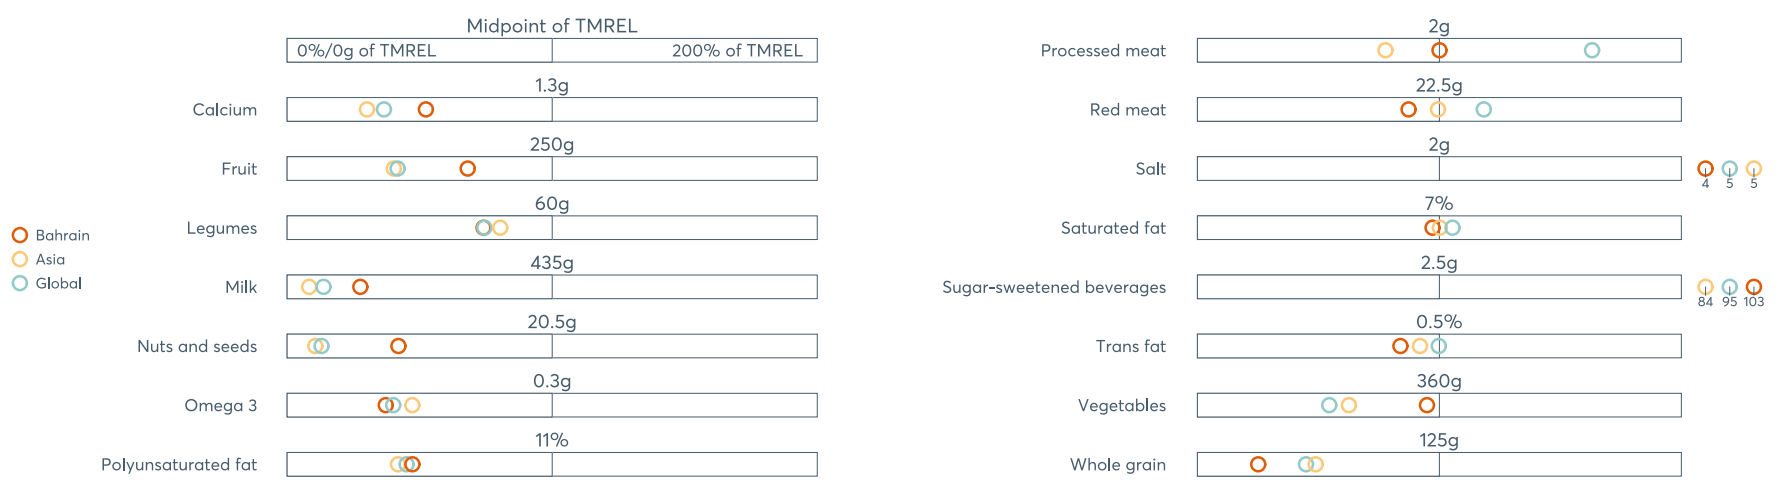 Midpoint of TMREL
0%/0g of TMREL 200% of TMREL
1.3g
Calcium
250g
Fruit
60g
Legumes
435g
Milk
20.5g
Nuts and seeds
0.3g
Omega 3
11%
Polyunsaturated fat
Bahrain
Asia
Global
2g
Processed meat
22.5g
Red meat
2g
Salt
4 5 5
7%
Saturated fat
2.5g
Sugar-sweetened beverages
84 95 103
0.5%
Trans fat
360g
Vegetables
125g
Whole grain